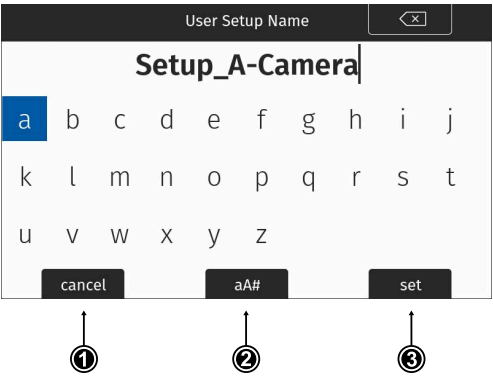 User Setup Name
Setup_A-Camera
a b c d e f g h i j
k l m n o p q r s t
u v w x y z
cancel aA# set
1 2 3